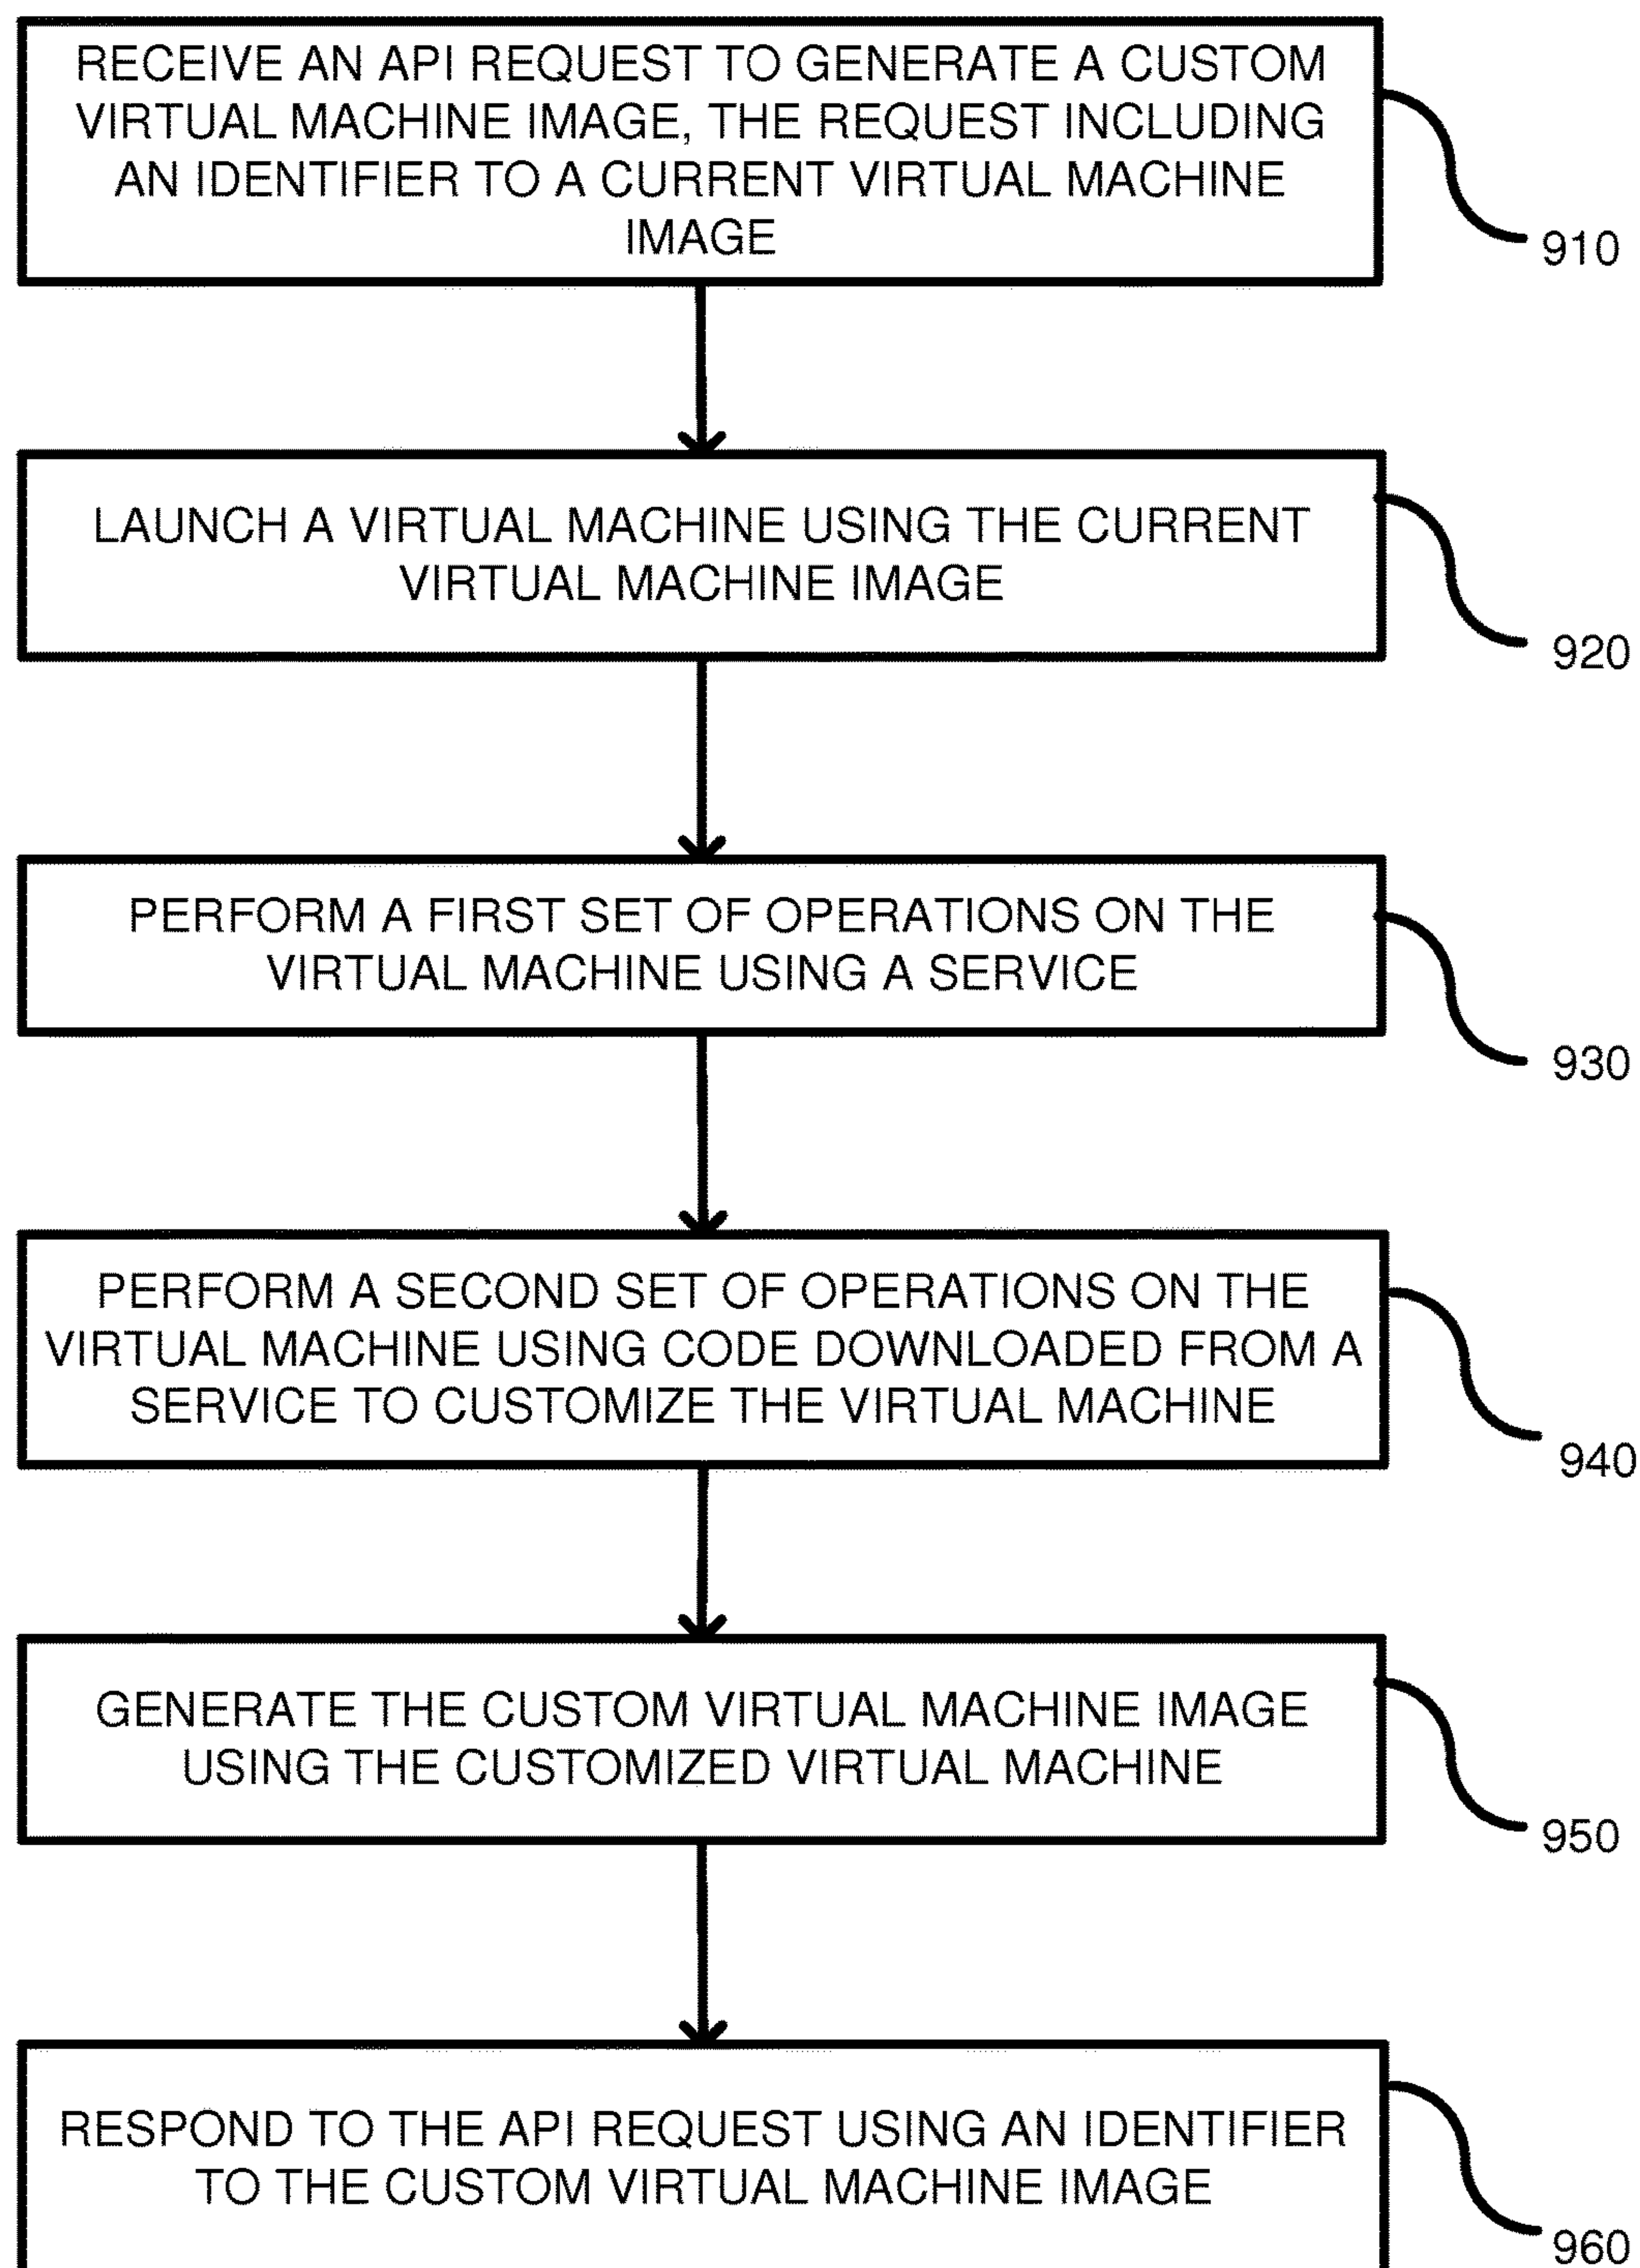 RECEIVE AN API REQUEST TO GENERATE A CUSTOM
VIRTUAL MACHINE IMAGE, THE REQUEST INCLUDING
AN IDENTIFIER TO A CURRENT VIRTUAL MACHINE
IMAGE
910
LAUNCH A VIRTUAL MACHINE USING THE CURRENT
VIRTUAL MACHINE IMAGE
920
PERFORM A FIRST SET OF OPERATIONS ON THE
VIRTUAL MACHINE USING A SERVICE
930
PERFORM A SECOND SET OF OPERATIONS ON THE
VIRTUAL MACHINE USING CODE DOWNLOADED FROM A
SERVICE TO CUSTOMIZE THE VIRTUAL MACHINE
940
GENERATE THE CUSTOM VIRTUAL MACHINE IMAGE
USING THE CUSTOMIZED VIRTUAL MACHINE
950
RESPOND TO THE API REQUEST USING AN IDENTIFIER
TO THE CUSTOM VIRTUAL MACHINE IMAGE
960